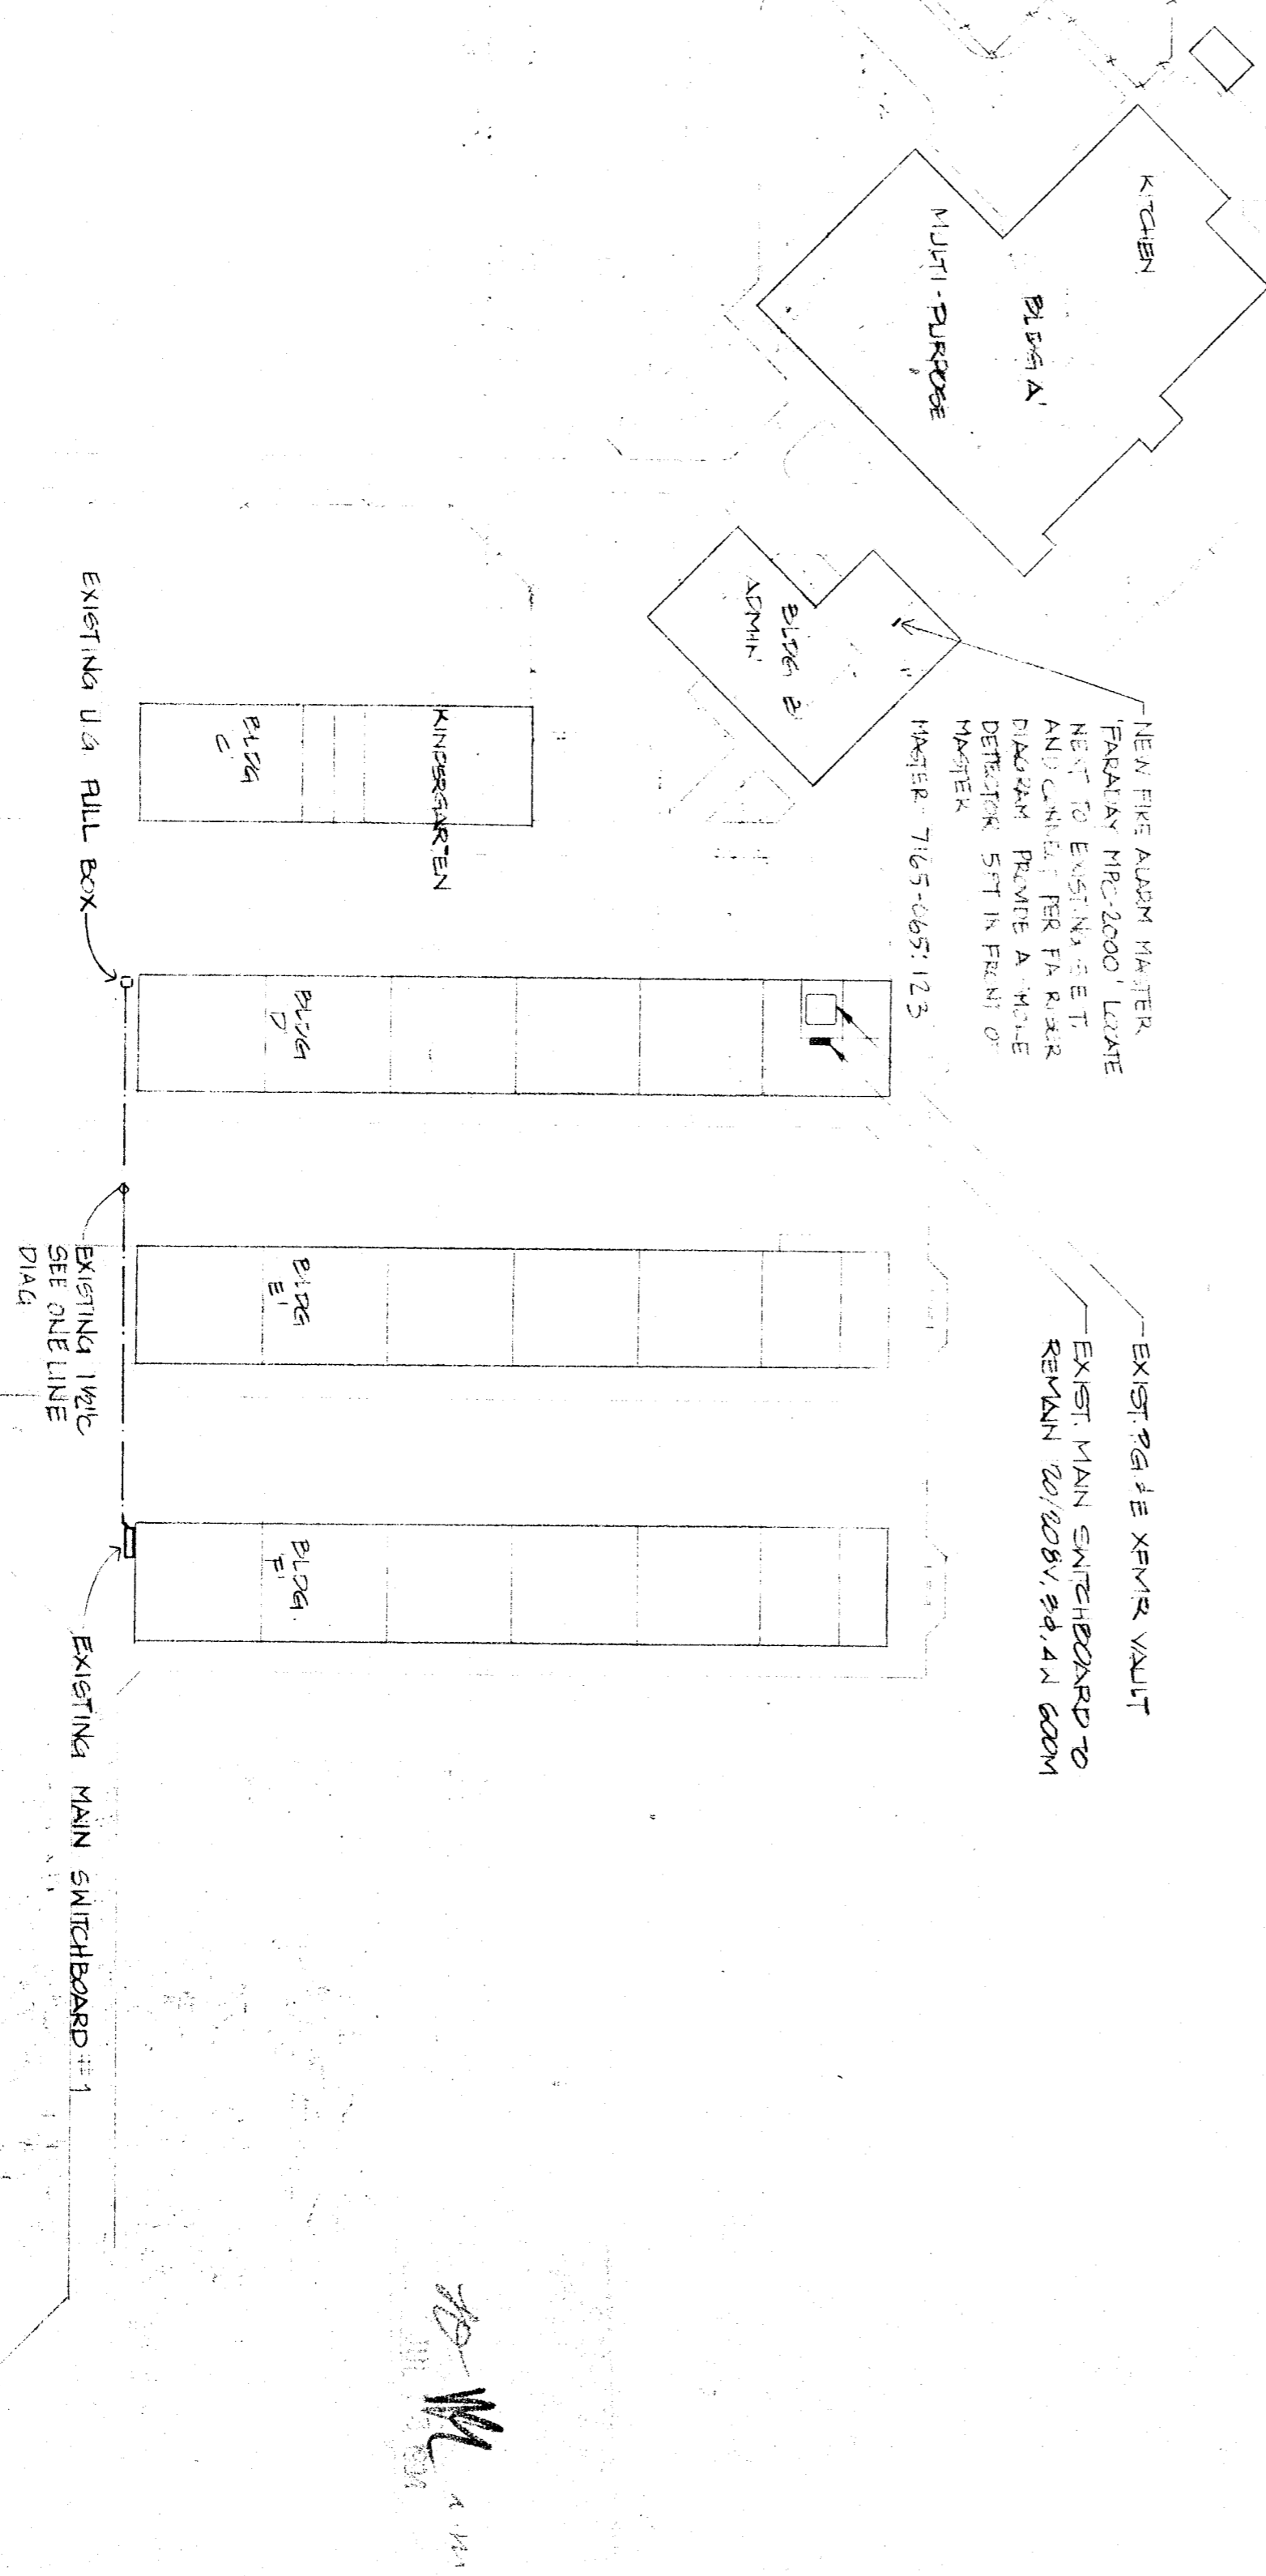 KITCHEN
BLDG 'A'
MULTI-PURPOSE
BLDG B'
ADMIN
NEW FIRE ALARM MASTER
'FARADAY MPC-2000' LOCATE
NEXT TO EXISTING SET,
AND CONNECT PER FA RISER
DIAGRAM PROVIDE A SMOKE
DETECTOR 5FT IN FRONT OF
MASTER
MASTER 7165-065:123
KINDERGARTEN
BLDG
C
EXISTING U.G. PULL BOX
BLDG
D'
EXIST. PG & E XFMR VAULT
EXIST. MAIN SWITCHBOARD TO
REMAIN 120/208V, 3Ø, 4W 600M
BLDG
E'
EXISTING 1½"C
SEE ONE LINE
DIAG
BLDG.
'F'
EXISTING MAIN SWITCHBOARD #1